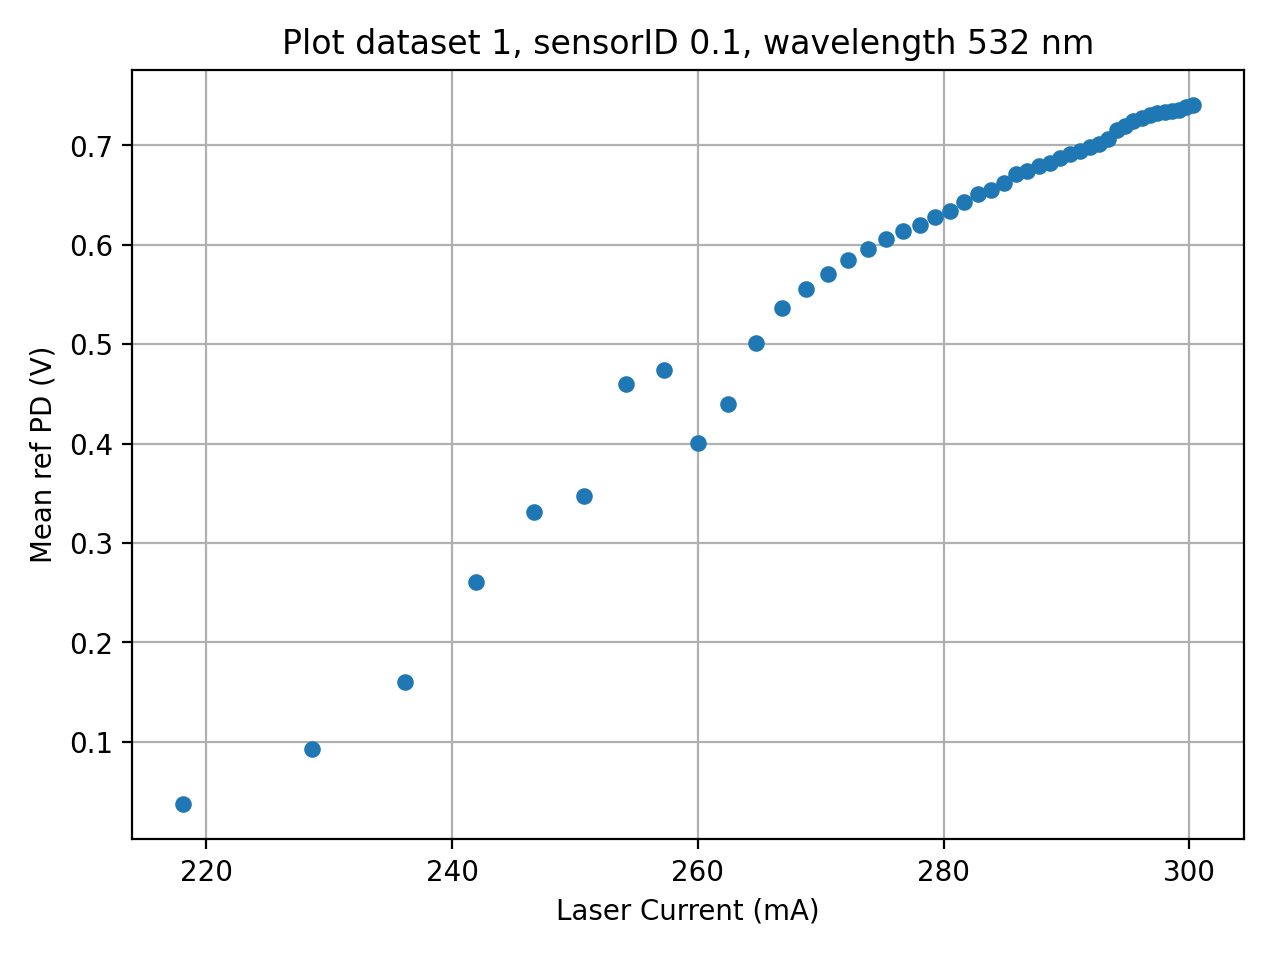 Plot dataset 1, sensorID 0.1, wavelength 532 nm
0.7
0.6
0.5
0.4
0.3
0.2
0.1
Mean ref PD (V)
220 240 260 280 300
Laser Current (mA)